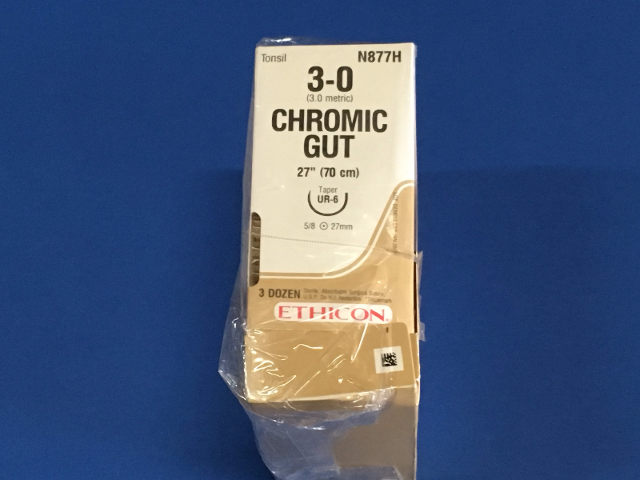 Tonsil N877H
3-0
(3.0 metric)
CHROMIC
GUT
27" (70 cm)
Taper
UR-6
5/8 27mm
3 DOZEN
ETHICON